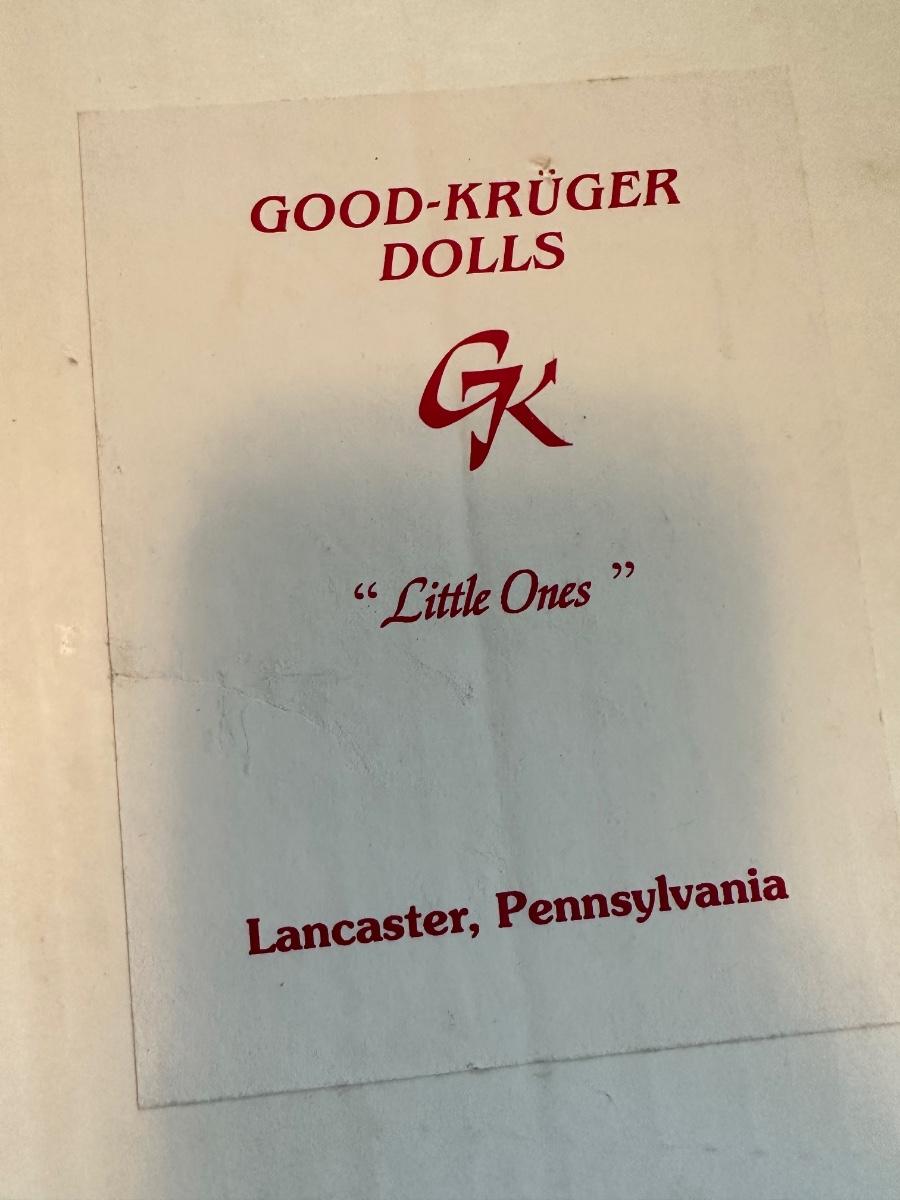 GOOD-KRÜGER
DOLLS
GK
“ Little Ones ”
Lancaster, Pennsylvania